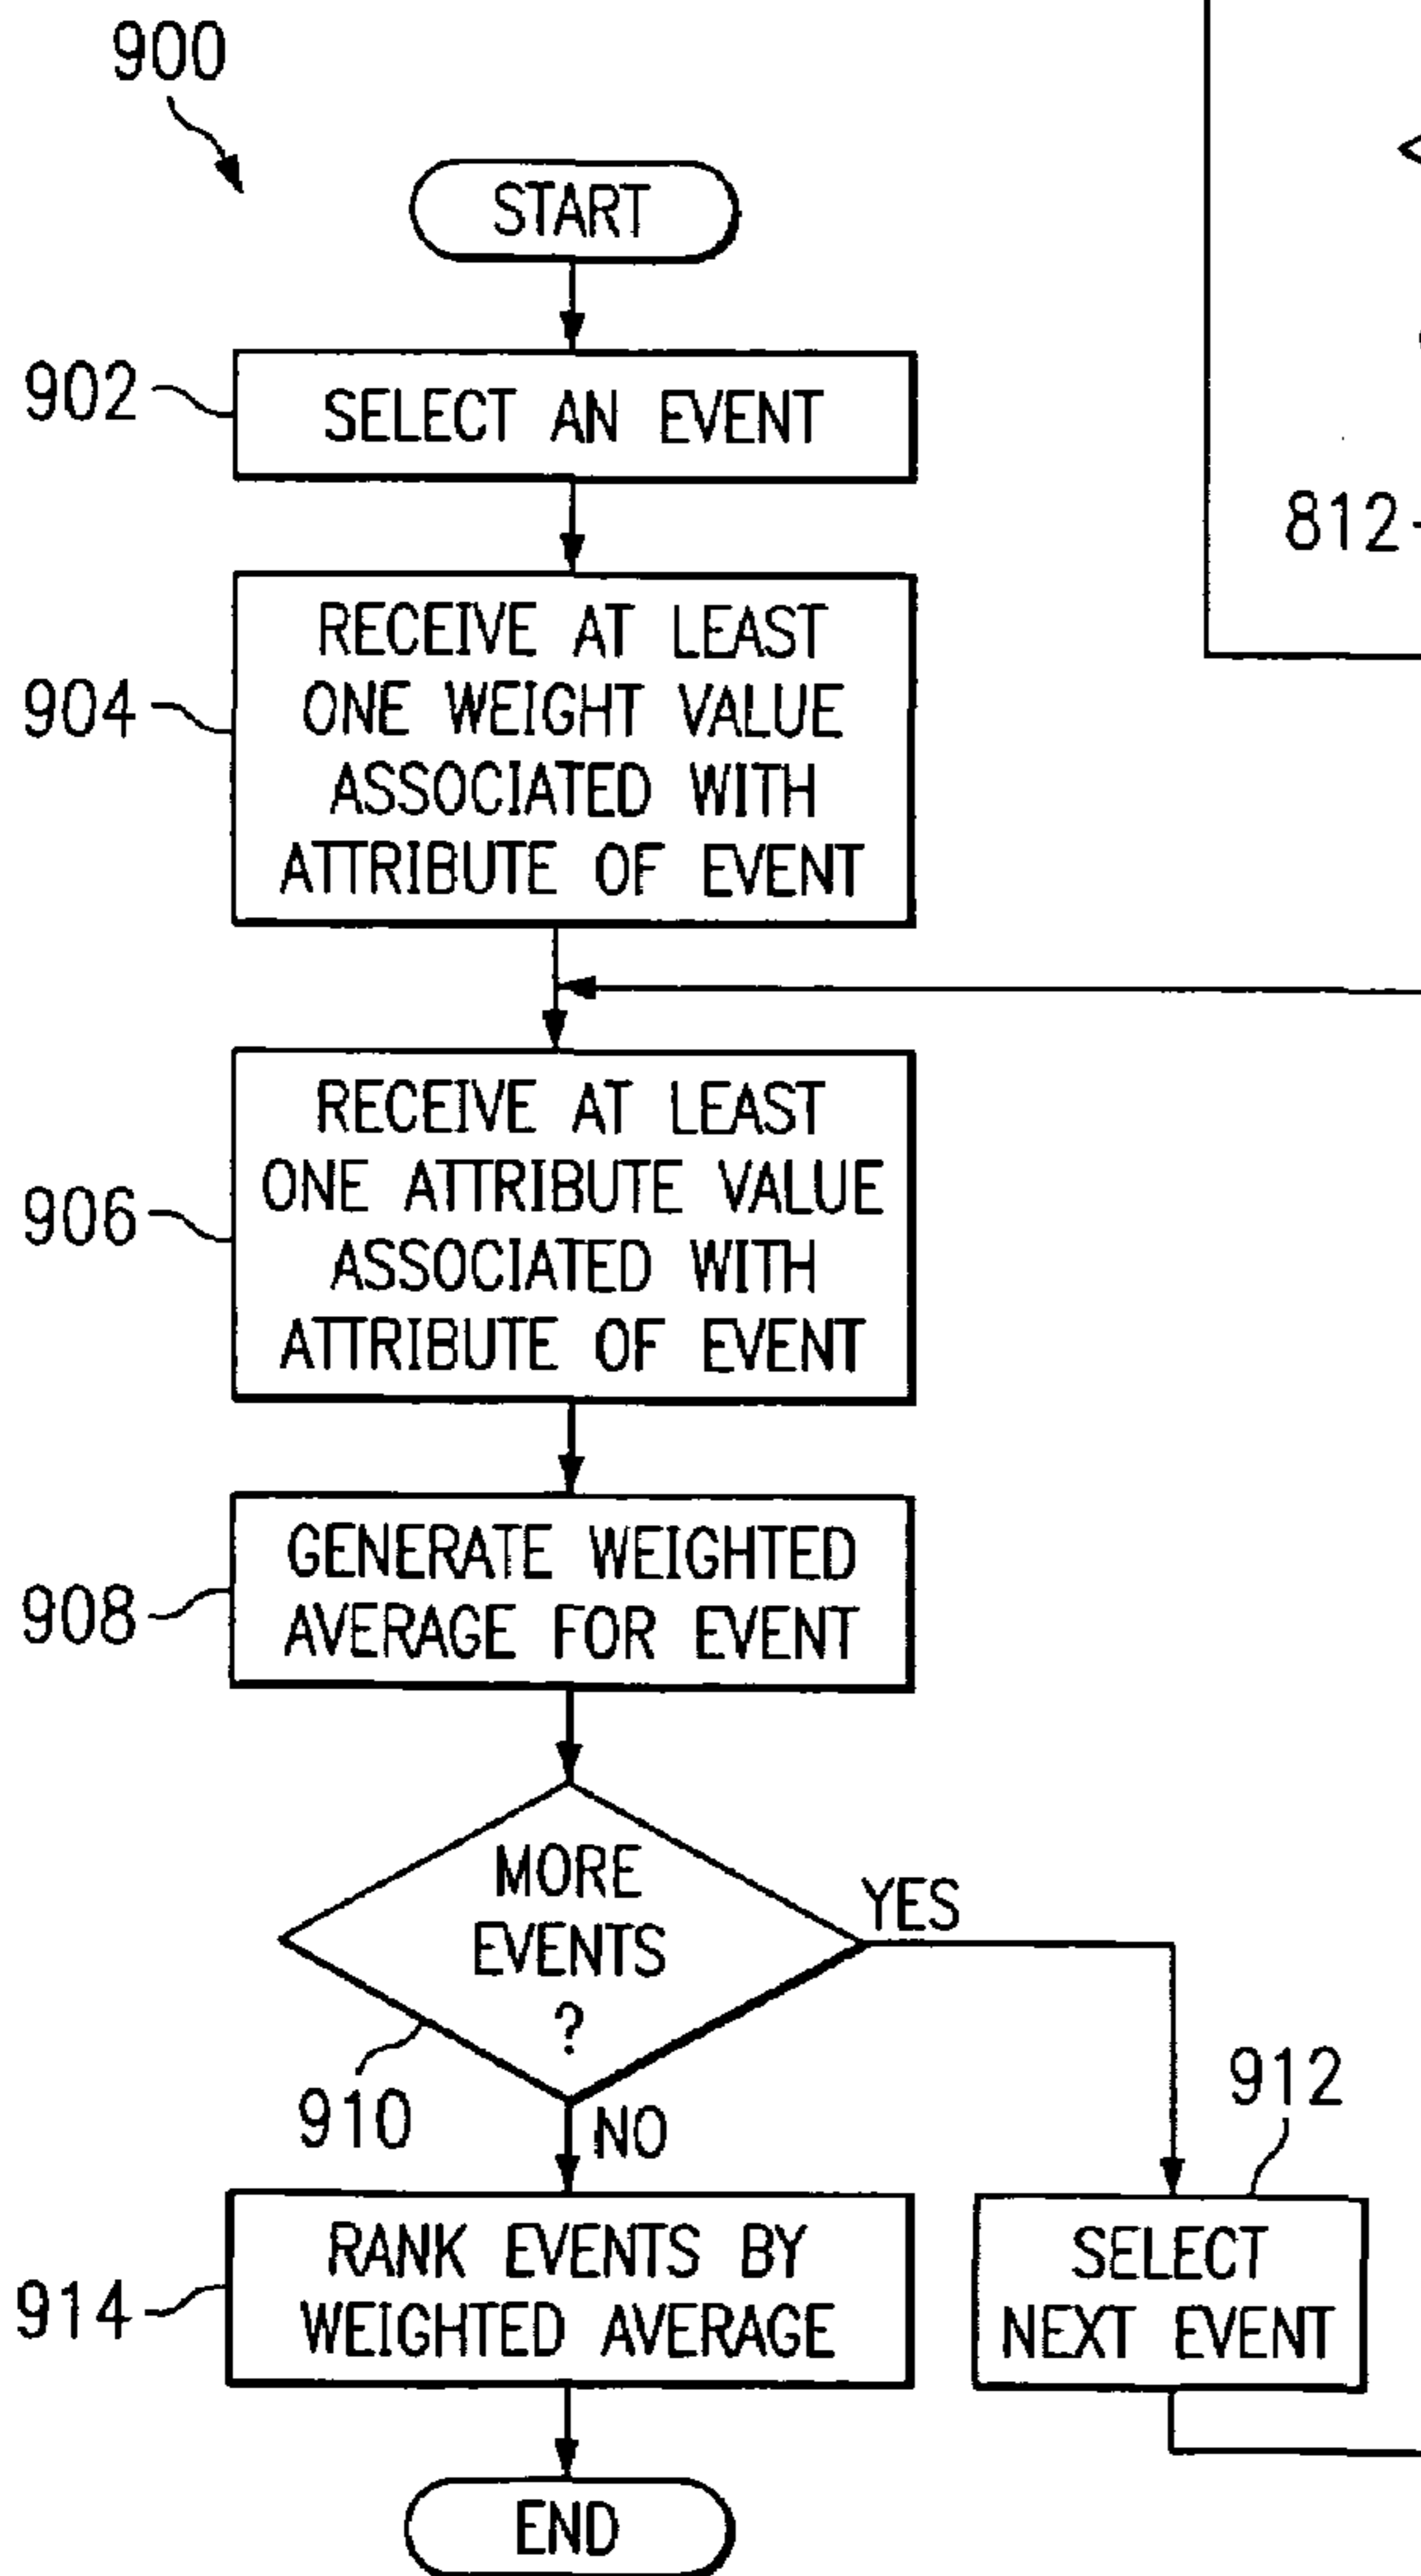 900
START
902
SELECT AN EVENT
812
904
RECEIVE AT LEAST
ONE WEIGHT VALUE
ASSOCIATED WITH
ATTRIBUTE OF EVENT
906
RECEIVE AT LEAST
ONE ATTRIBUTE VALUE
ASSOCIATED WITH
ATTRIBUTE OF EVENT
908
GENERATE WEIGHTED
AVERAGE FOR EVENT
MORE
EVENTS
?
YES
910
NO
912
914
RANK EVENTS BY
WEIGHTED AVERAGE
SELECT
NEXT EVENT
END